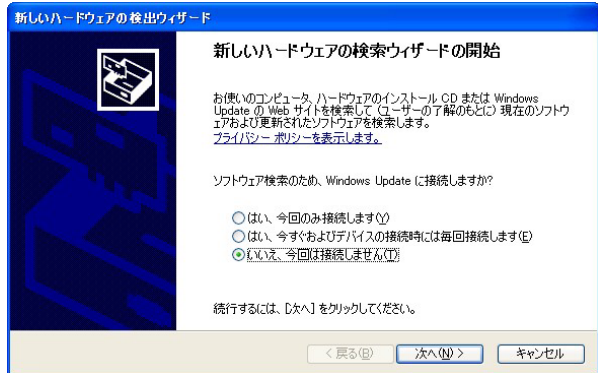 新しいハードウェアの検出ウィザード
新しいハードウェアの検索ウィザードの開始
お使いのコンピュータ、ハードウェアのインストール CD または Windows
Update の Web サイトを検索して (ユーザーの了解のもとに) 現在のソフトウ
ェアおよび更新されたソフトウェアを検索します。
プライバシー ポリシーを表示します。
ソフトウェア検索のため、Windows Update に接続しますか?
はい、今回のみ接続します(Y)
はい、今すぐおよびデバイスの接続時には毎回接続します(E)
いいえ、今回は接続しません(T)
続行するには、[次へ] をクリックしてください。
< 戻る(B) 次へ(N) > キャンセル